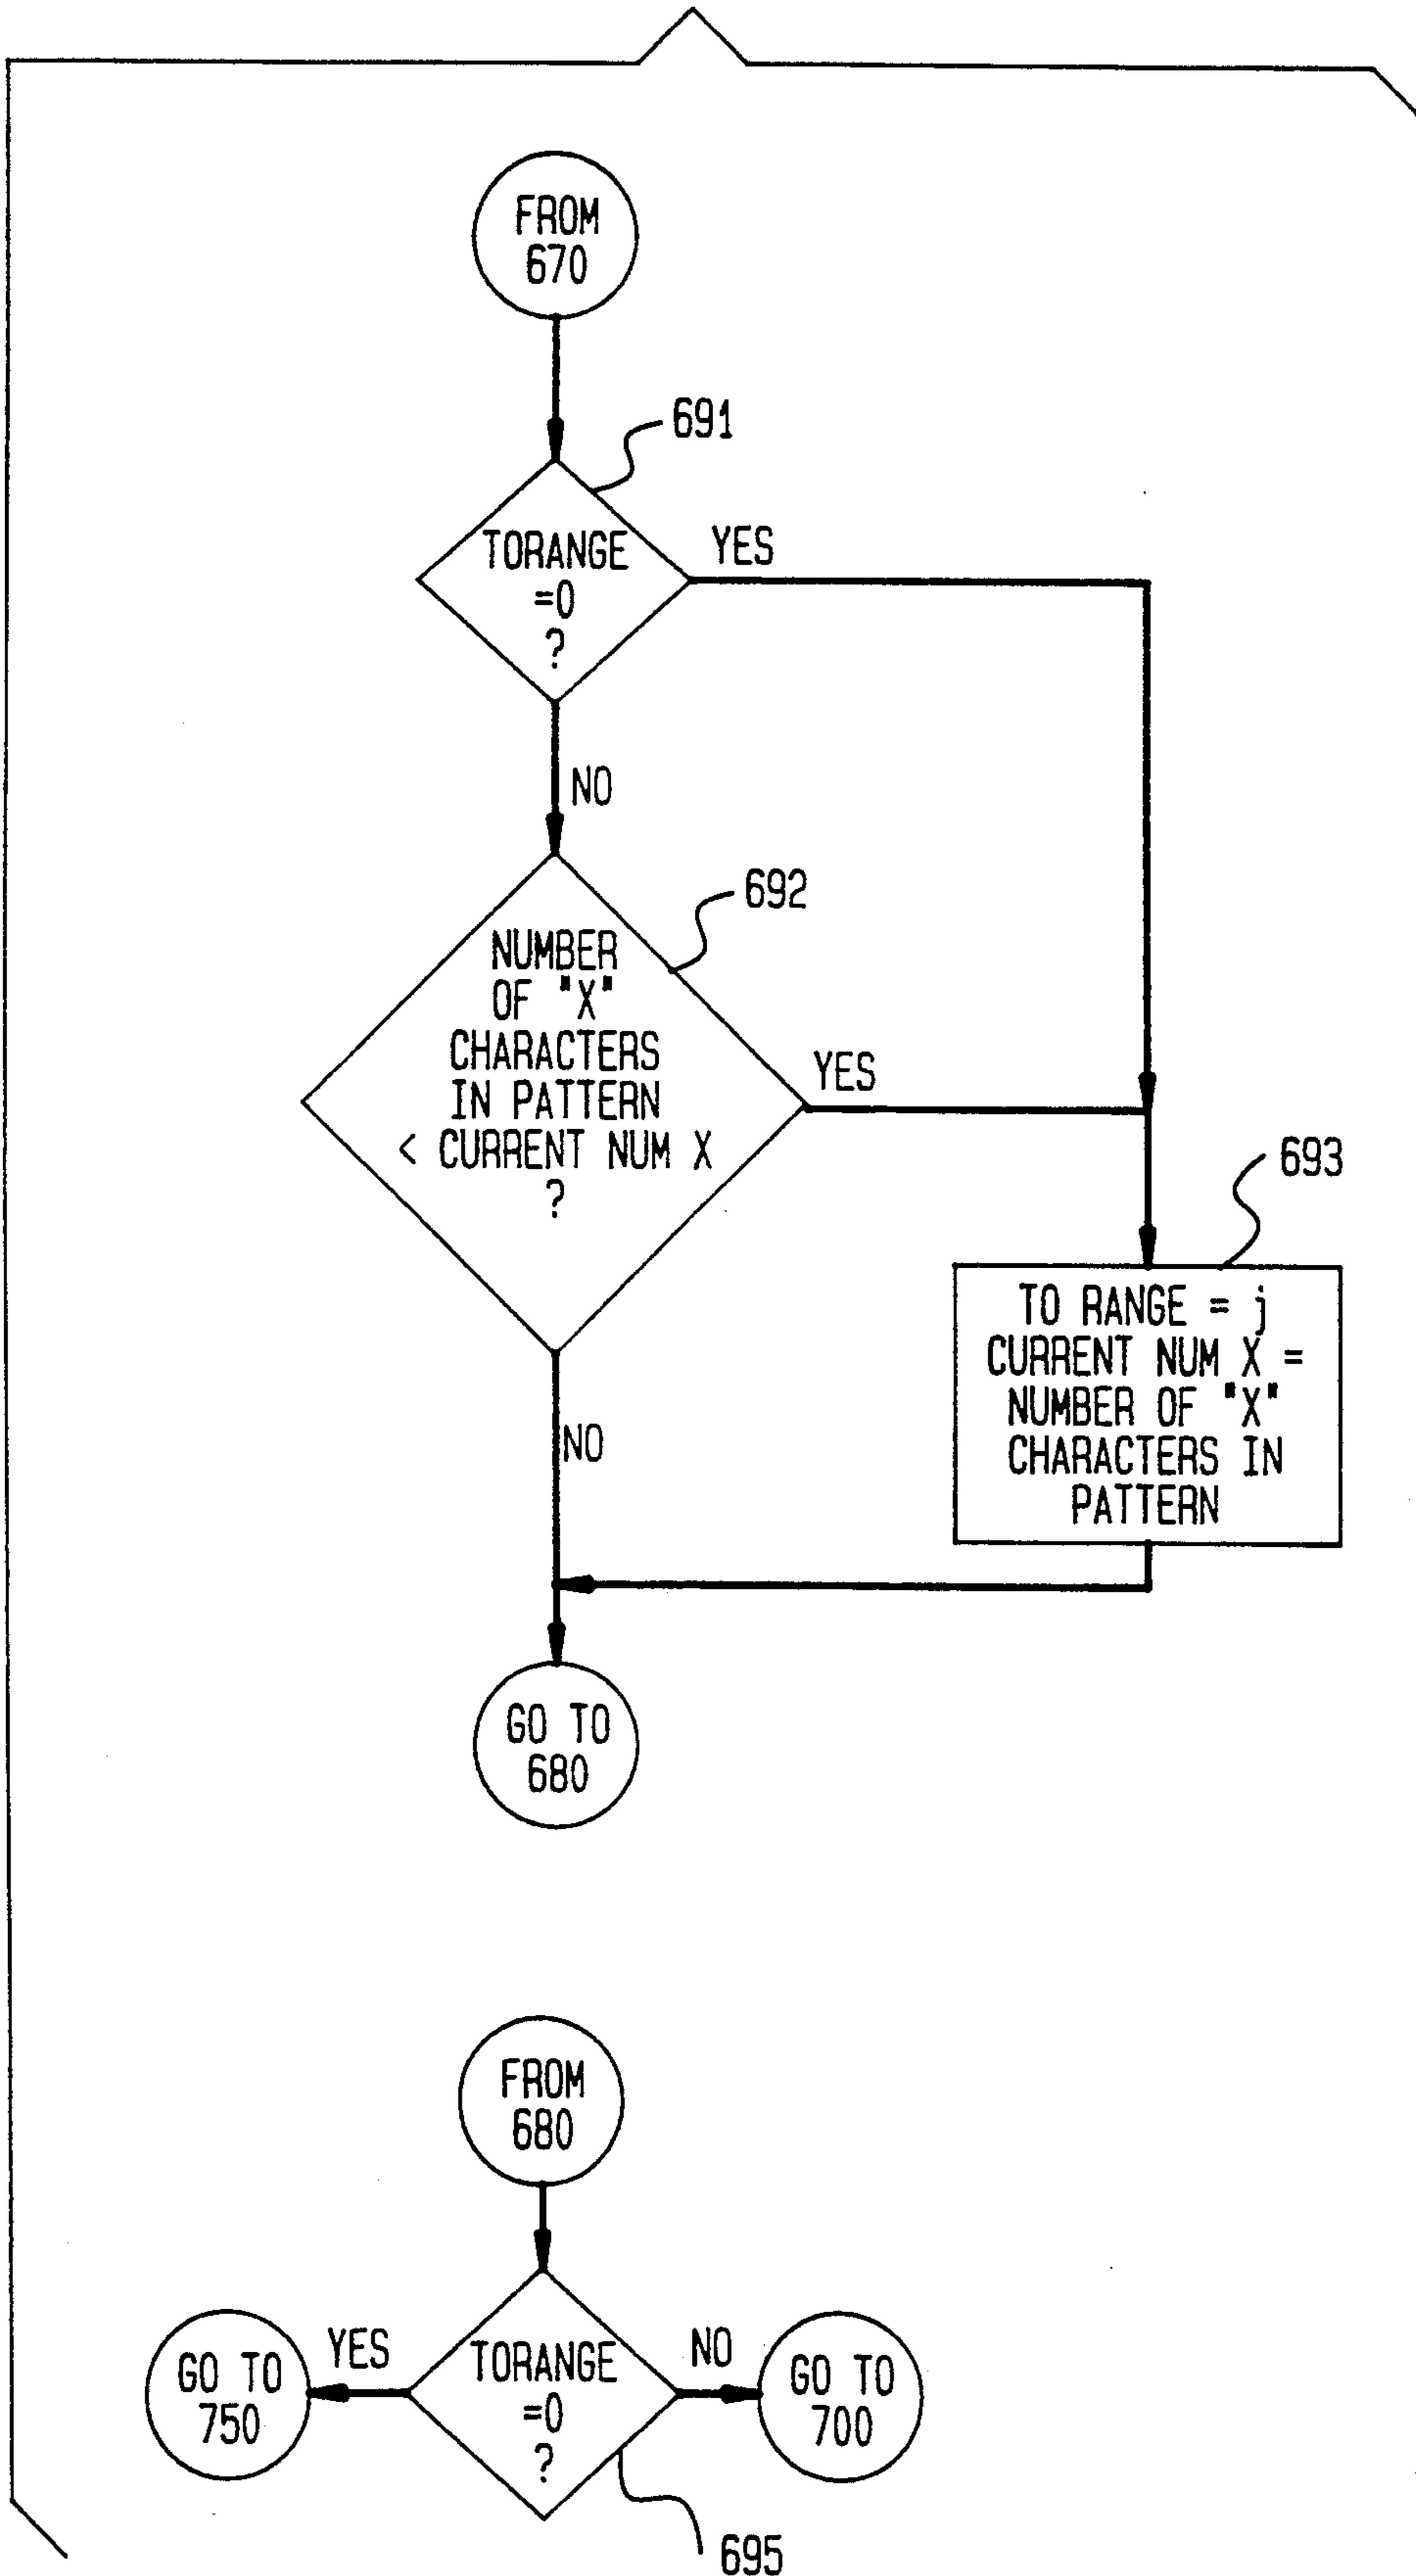 FROM
670
691
TORANGE
=0
?
YES
NO
692
NUMBER
OF "X"
CHARACTERS
IN PATTERN
< CURRENT NUM X
?
YES
693
TO RANGE = j
CURRENT NUM X =
NUMBER OF "X"
CHARACTERS IN
PATTERN
NO
GO TO
680
FROM
680
GO TO
750
YES
TORANGE
=0
?
NO
GO TO
700
695